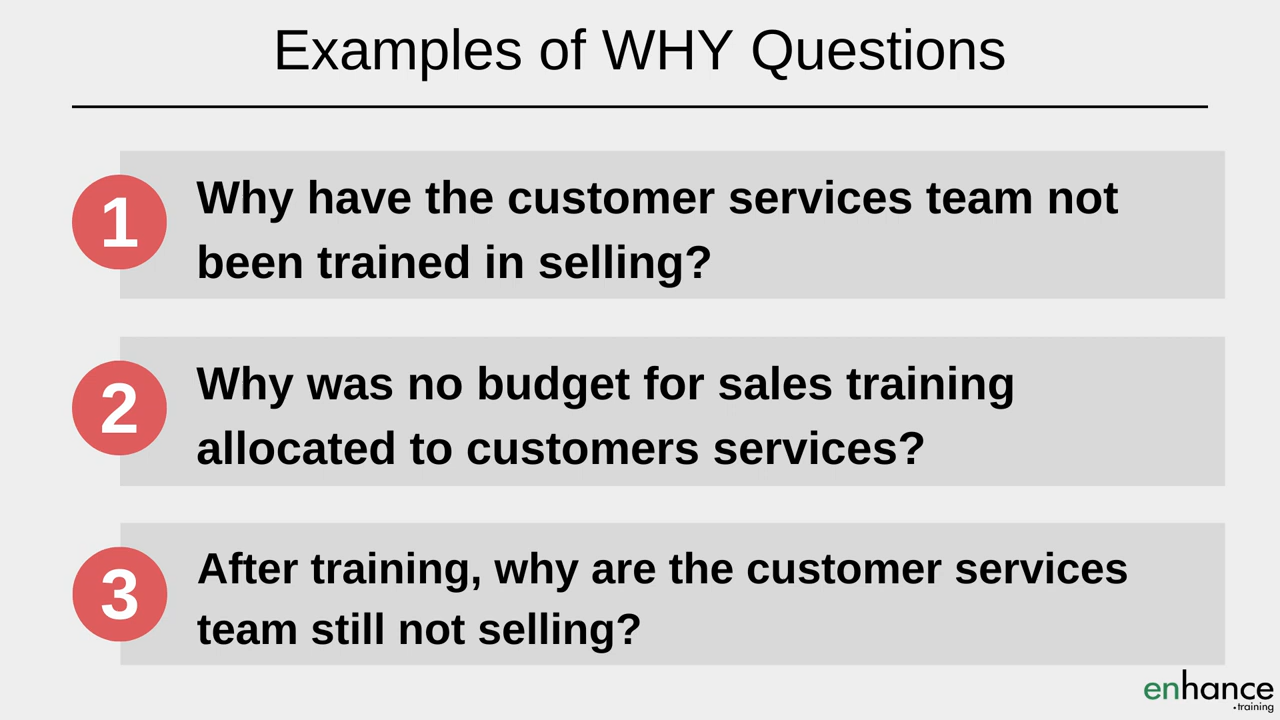 Examples of WHY Questions
1
Why have the customer services team not
been trained in selling?
2
Why was no budget for sales training
allocated to customers services?
3
After training, why are the customer services
team still not selling?
enhance
•training